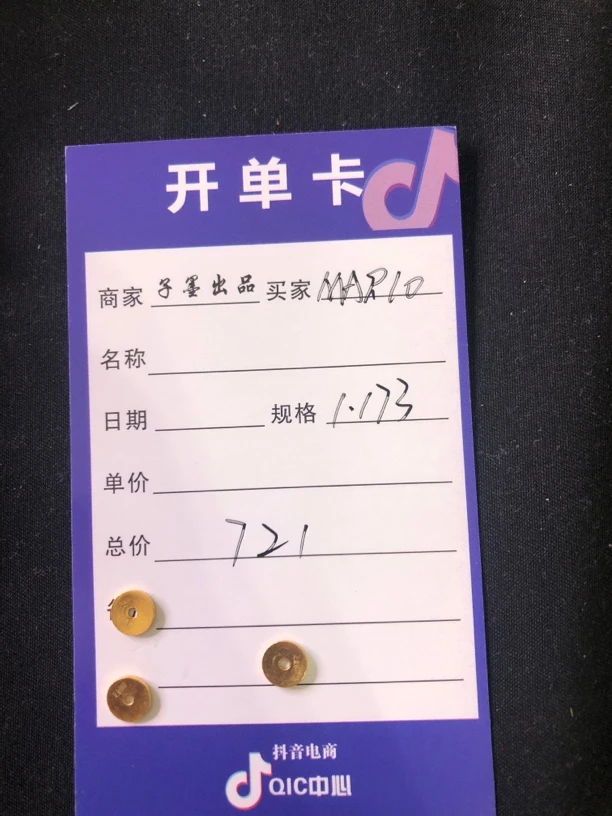 开单卡
商家 子墨出品 买家 MARIO
名称
日期 规格 1.173
单价
总价 721
抖音电商
QIC中心